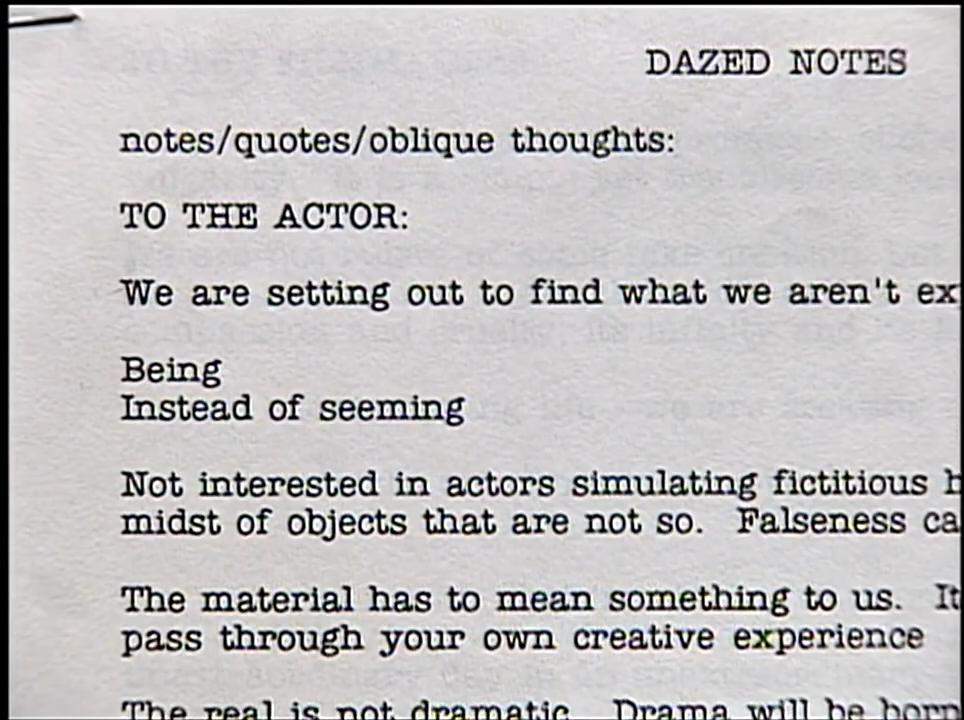 DAZED NOTES
notes/quotes/oblique thoughts:
TO THE ACTOR:
We are setting out to find what we aren't ex
Being
Instead of seeming
Not interested in actors simulating fictitious
midst of objects that are not so. Falseness ca
The material has to mean something to us. It
pass through your own creative experience
The real is not dramatic. Drama will be born